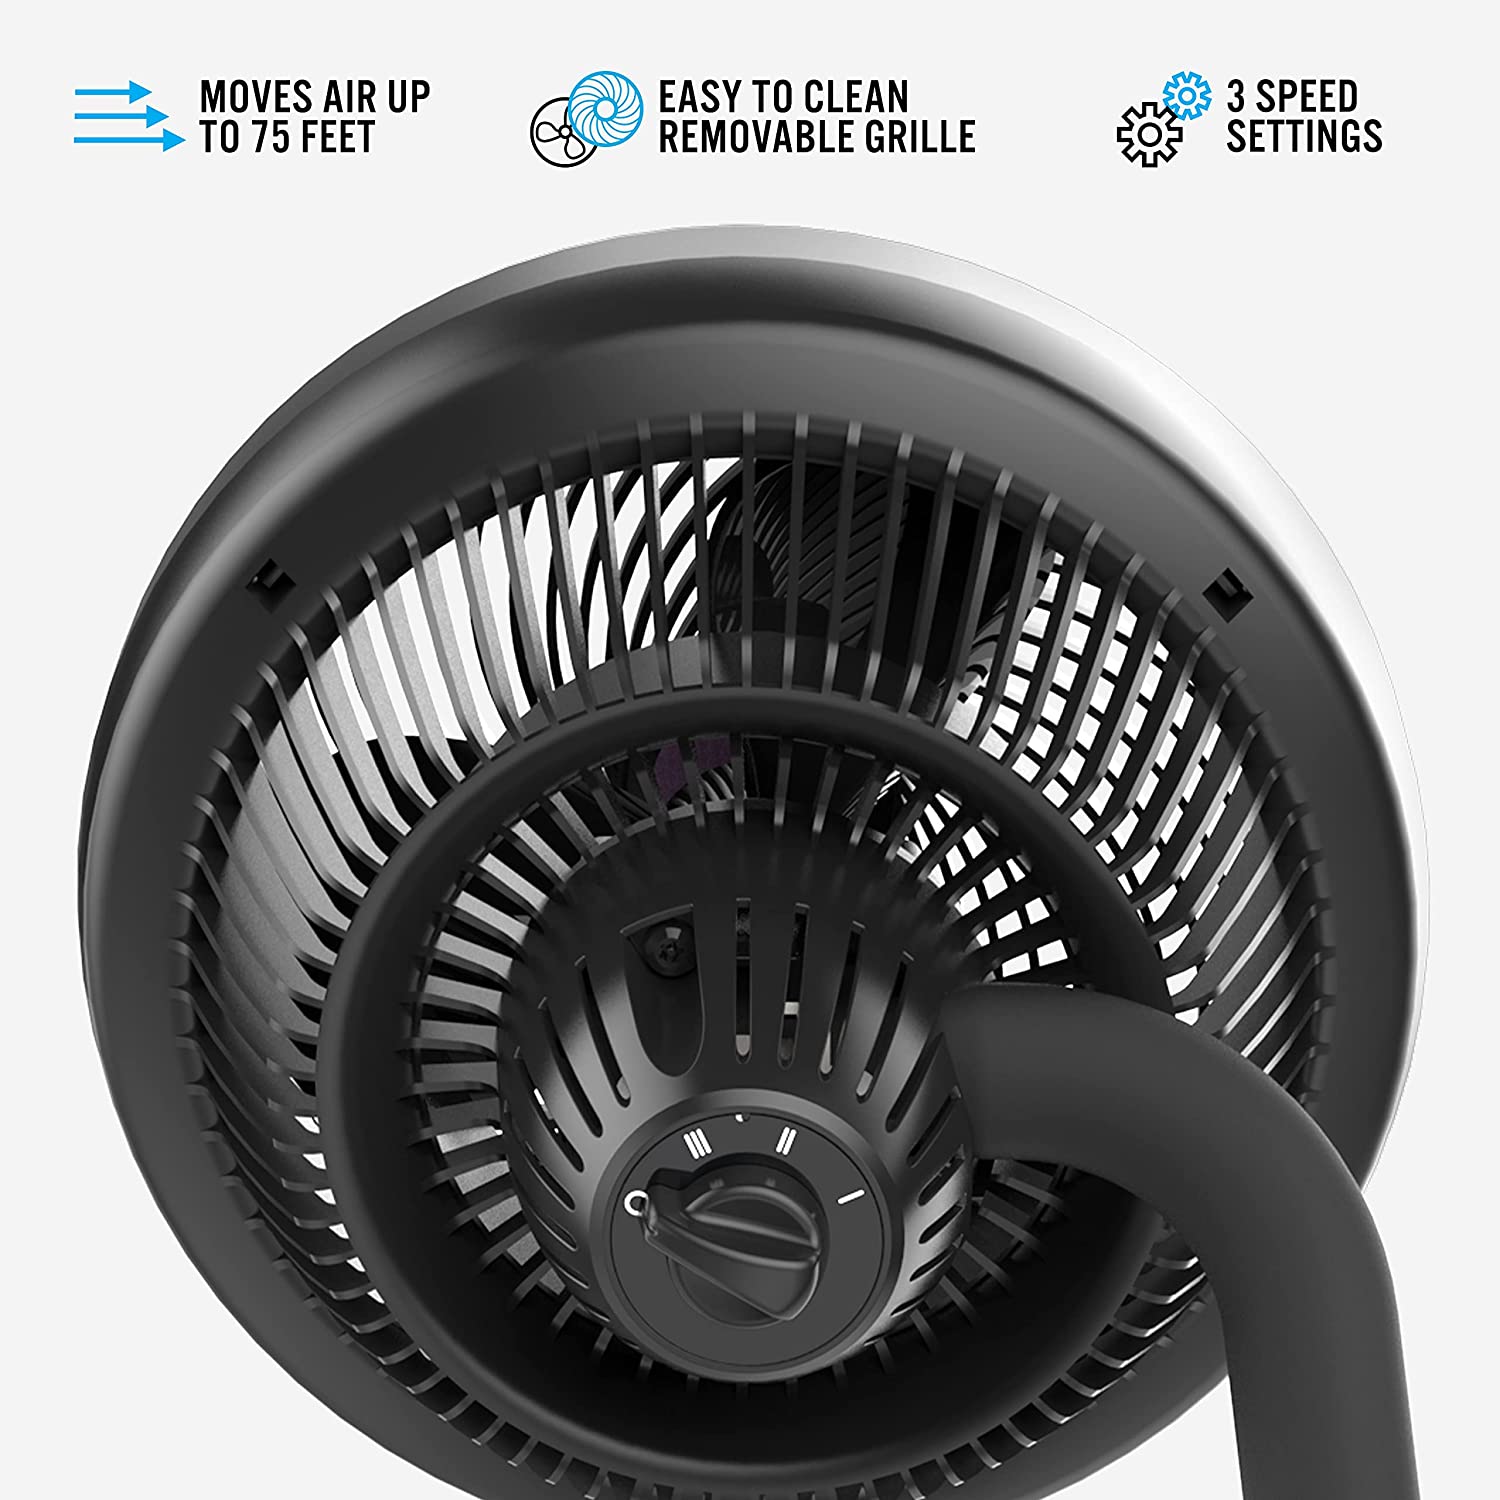 MOVES AIR UP
TO 75 FEET
EASY TO CLEAN
REMOVABLE GRILLE
3 SPEED
SETTINGS
||| || |
O